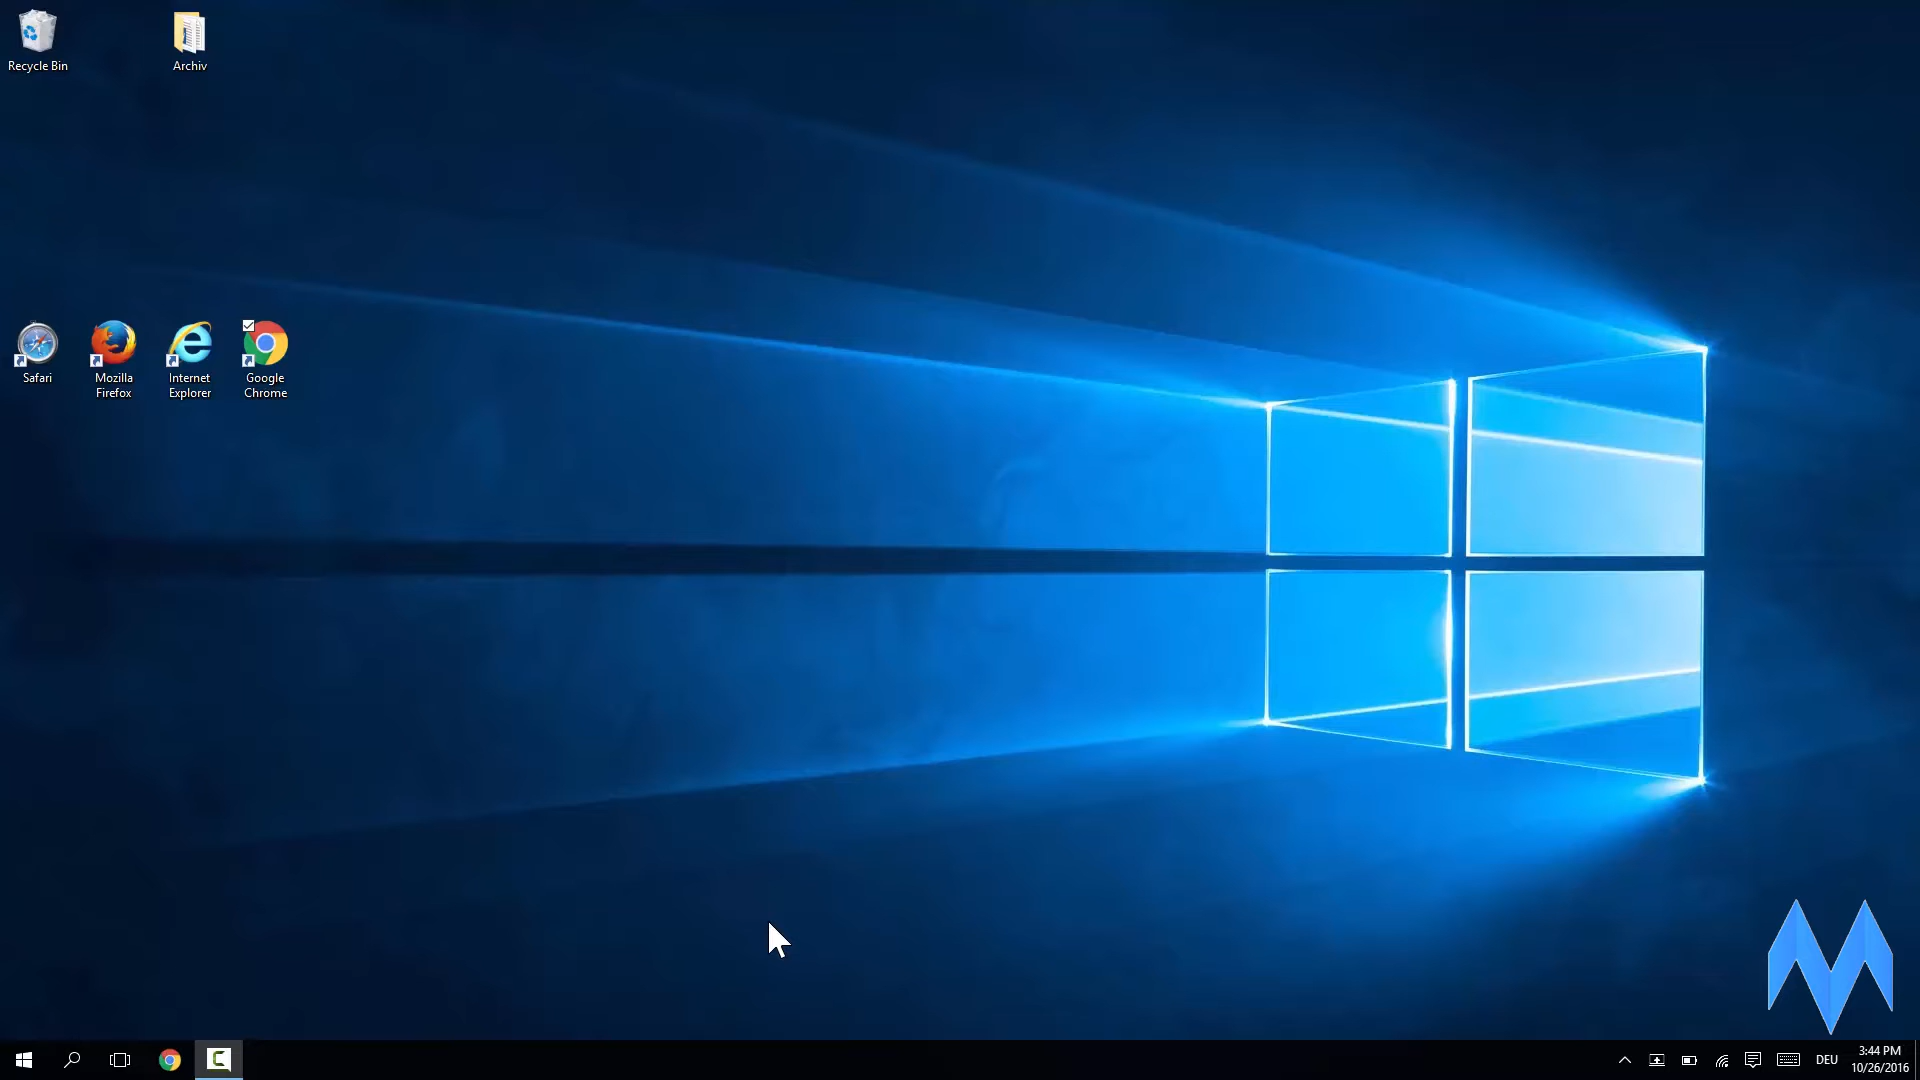 Recycle Bin
Archiv
Safari
Mozilla
Firefox
Internet
Explorer
Google
Chrome
DEU
3:44 PM
10/26/2016